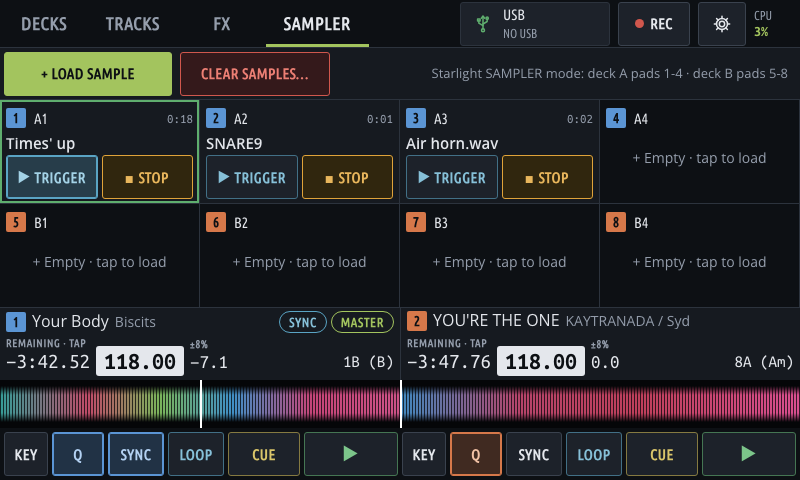 DECKS TRACKS FX SAMPLER USB NO USB REC CPU 3%
+ LOAD SAMPLE CLEAR SAMPLES... Starlight SAMPLER mode: deck A pads 1-4 · deck B pads 5-8
1 A1 0:18 2 A2 0:01 3 A3 0:02 4 A4
Times' up SNARE9 Air horn.wav + Empty · tap to load
▶ TRIGGER ■ STOP ▶ TRIGGER ■ STOP ▶ TRIGGER ■ STOP
5 B1 6 B2 7 B3 8 B4
+ Empty · tap to load + Empty · tap to load + Empty · tap to load + Empty · tap to load
1 Your Body Biscits SYNC MASTER 2 YOU'RE THE ONE KAYTRANADA / Syd
REMAINING · TAP ±8% REMAINING · TAP ±8%
−3:42.52 118.00 −7.1 1B (B) −3:47.76 118.00 0.0 8A (Am)
KEY Q SYNC LOOP CUE ▶ KEY Q SYNC LOOP CUE ▶